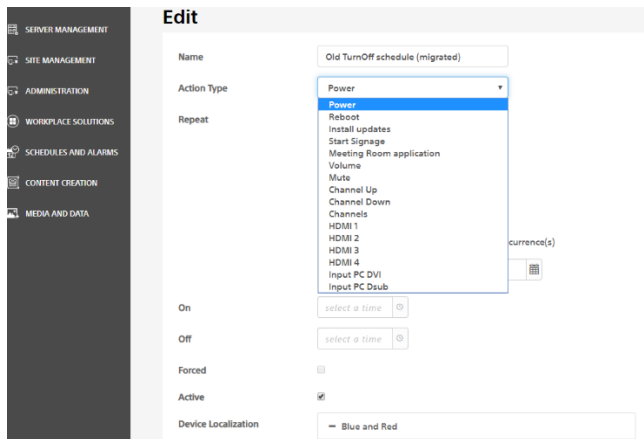 Edit
SERVER MANAGEMENT
SITE MANAGEMENT
ADMINISTRATION
WORKPLACE SOLUTIONS
SCHEDULES AND ALARMS
CONTENT CREATION
MEDIA AND DATA
Name
Old TurnOff schedule (migrated)
Action Type
Power
Power
Reboot
Install updates
Start Signage
Meeting Room application
Volume
Mute
Channel Up
Channel Down
Channels
HDMI 1
HDMI 2
HDMI 3
HDMI 4
Input PC DVI
Input PC Dsub
Repeat
currence(s)
On
select a time
Off
select a time
Forced
Active
Device Localization
Blue and Red